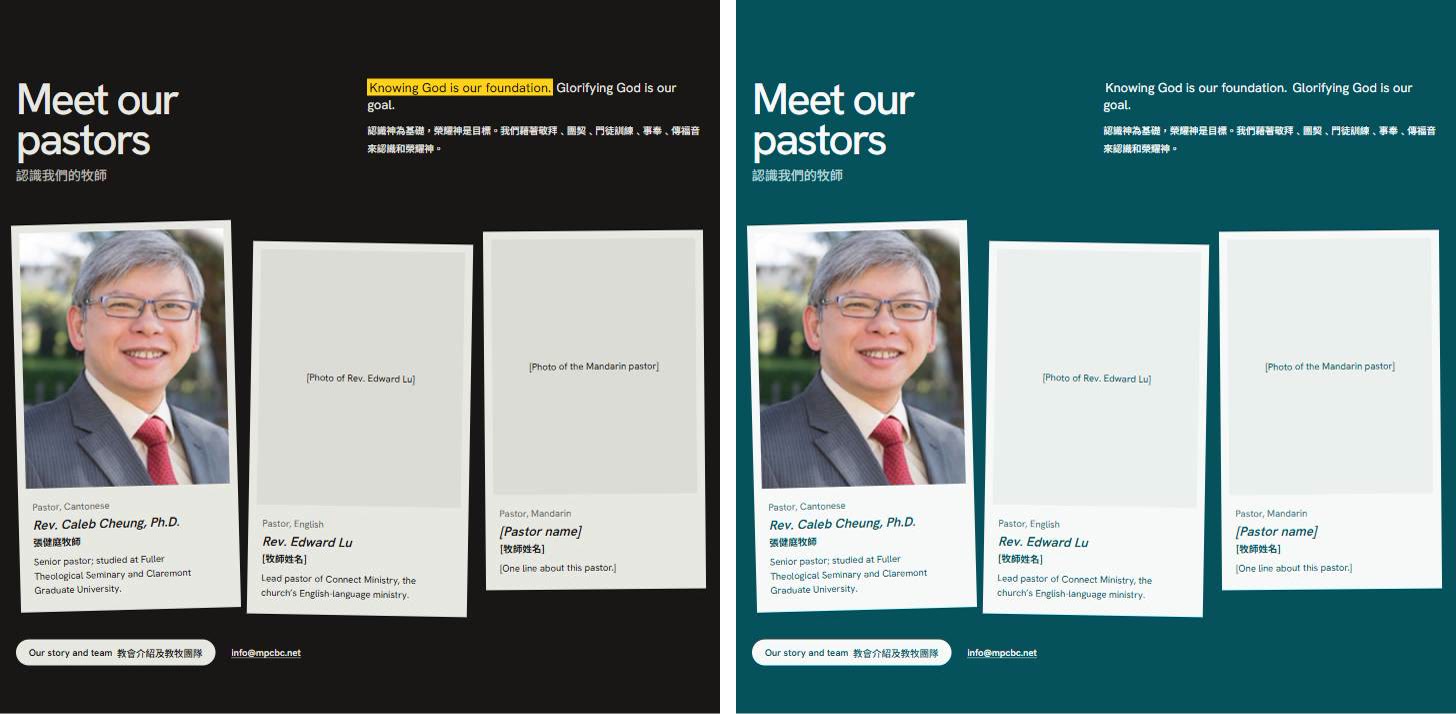 Meet our
pastors
認識我們的牧師
Knowing God is our foundation. Glorifying God is our
goal.
認識神為基礎，榮耀神是目標。我們藉著敬拜、團契、門徒訓練、事奉、傳福音
來認識和榮耀神。
Pastor, Cantonese
Rev. Caleb Cheung, Ph.D.
張健庭牧師
Senior pastor; studied at Fuller
Theological Seminary and Claremont
Graduate University.
[Photo of Rev. Edward Lu]
Pastor, English
Rev. Edward Lu
[牧師姓名]
Lead pastor of Connect Ministry, the
church’s English-language ministry.
[Photo of the Mandarin pastor]
Pastor, Mandarin
[Pastor name]
[牧師姓名]
[One line about this pastor.]
Our story and team 教會介紹及教牧團隊
info@mpcbc.net
Meet our
pastors
認識我們的牧師
Knowing God is our foundation. Glorifying God is our
goal.
認識神為基礎，榮耀神是目標。我們藉著敬拜、團契、門徒訓練、事奉、傳福音
來認識和榮耀神。
Pastor, Cantonese
Rev. Caleb Cheung, Ph.D.
張健庭牧師
Senior pastor; studied at Fuller
Theological Seminary and Claremont
Graduate University.
[Photo of Rev. Edward Lu]
Pastor, English
Rev. Edward Lu
[牧師姓名]
Lead pastor of Connect Ministry, the
church’s English-language ministry.
[Photo of the Mandarin pastor]
Pastor, Mandarin
[Pastor name]
[牧師姓名]
[One line about this pastor.]
Our story and team 教會介紹及教牧團隊
info@mpcbc.net